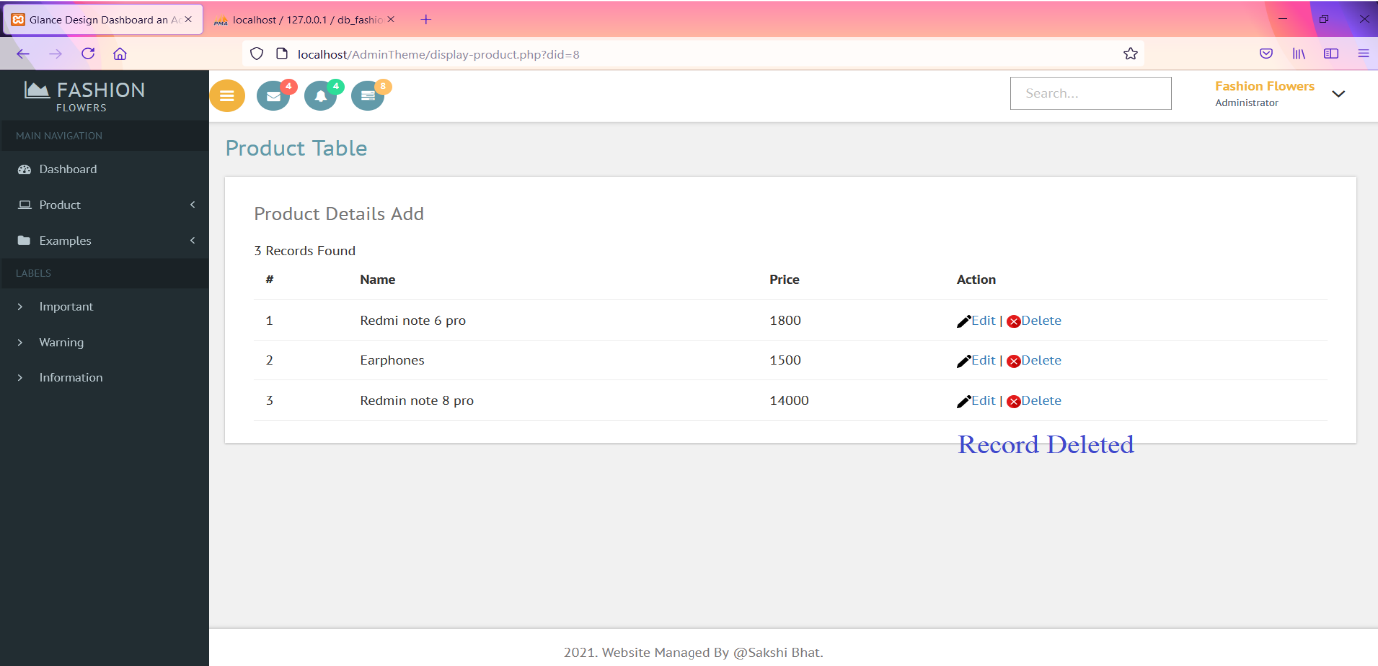 Glance Design Dashboard an A
localhost / 127.0.0.1 / db_fashio
localhost/AdminTheme/display-product.php?did=8
FASHION
FLOWERS
4
4
8
Search...
Fashion Flowers
Administrator
MAIN NAVIGATION
Dashboard
Product
Examples
LABELS
Important
Warning
Information
Product Table
Product Details Add
3 Records Found
# Name Price Action
1 Redmi note 6 pro 1800 Edit | Delete
2 Earphones 1500 Edit | Delete
3 Redmin note 8 pro 14000 Edit | Delete
Record Deleted
2021. Website Managed By @Sakshi Bhat.